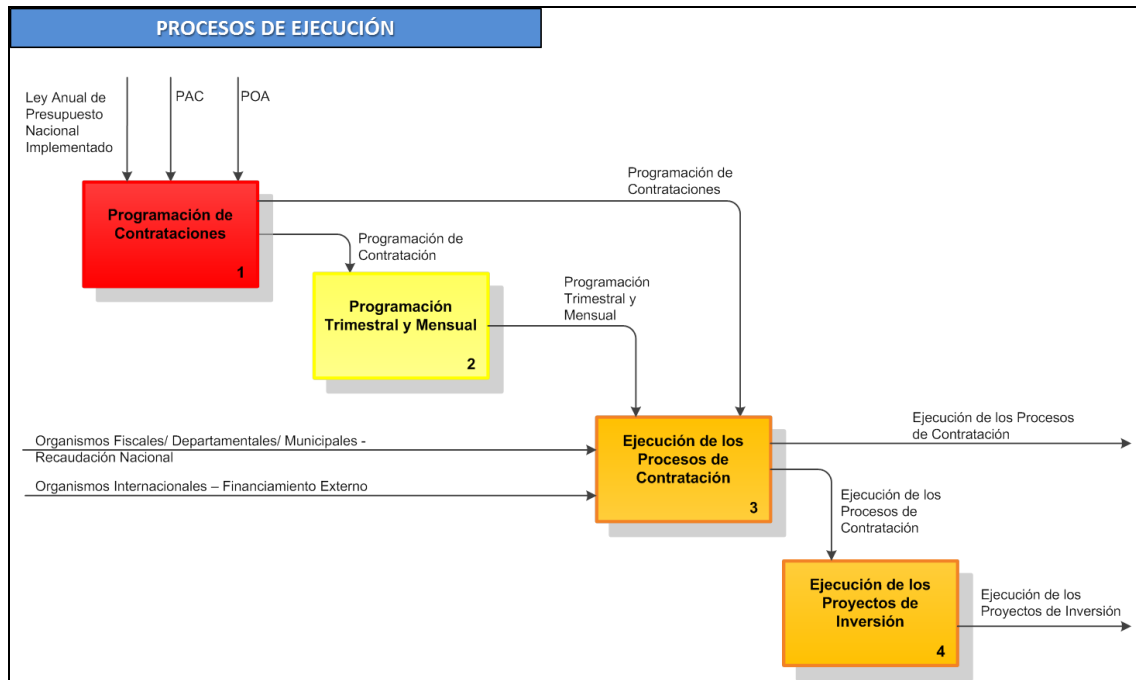 PROCESOS DE EJECUCIÓN
Ley Anual de
Presupuesto
Nacional
Implementado
PAC
POA
Programación de
Contrataciones
1
Programación de
Contrataciones
Programación de
Contratación
Programación
Trimestral y Mensual
2
Programación
Trimestral y
Mensual
Organismos Fiscales/ Departamentales/ Municipales -
Recaudación Nacional
Organismos Internacionales – Financiamiento Externo
Ejecución de los
Procesos de
Contratación
3
Ejecución de los Procesos
de Contratación
Ejecución de los
Procesos de
Contratación
Ejecución de los
Proyectos de
Inversión
4
Ejecución de los
Proyectos de Inversión